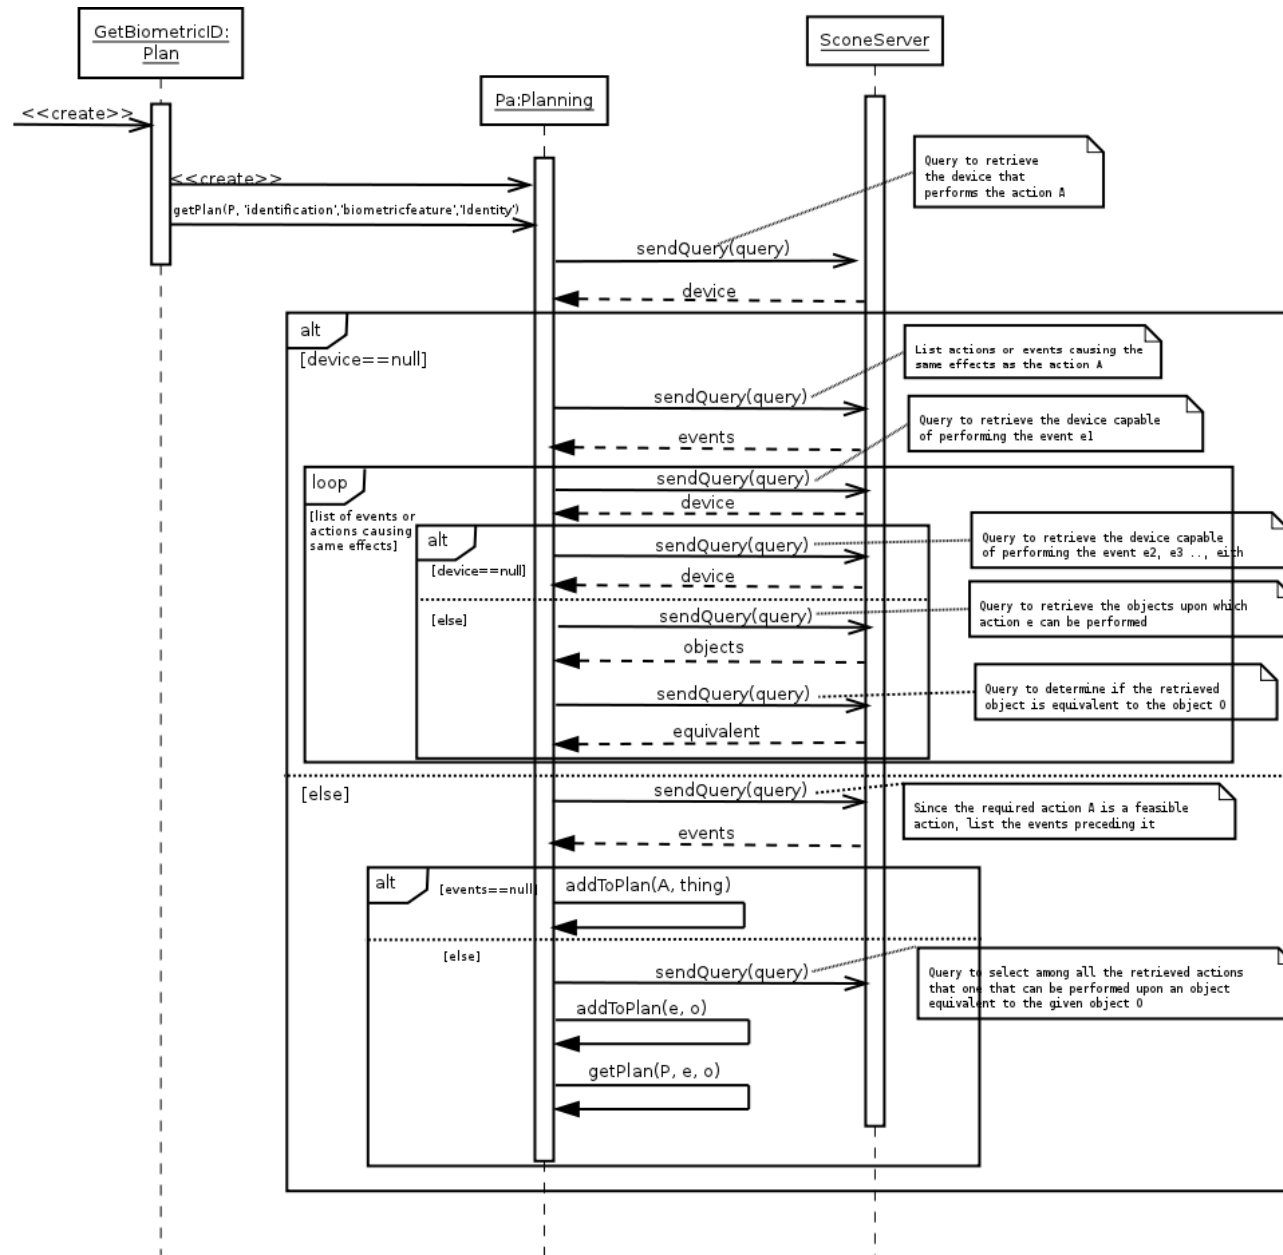 GetBiometricID:
Plan
SconeServer
Pa:Planning
<<create>>
Query to retrieve
the device that
performs the action A
<<create>>
getPlan(P, 'identification','biometricfeature','Identity')
sendQuery(query)
device
alt
[device==null]
List actions or events causing the
same effects as the action A
sendQuery(query)
Query to retrieve the device capable
of performing the event e1
events
loop
sendQuery(query)
device
[list of events or
actions causing
same effects]
alt
sendQuery(query)
Query to retrieve the device capable
of performing the event e2, e3 .., eith
[device==null]
device
[else]
sendQuery(query)
Query to retrieve the objects upon which
action e can be performed
objects
sendQuery(query)
Query to determine if the retrieved
object is equivalent to the object O
equivalent
[else]
sendQuery(query)
Since the required action A is a feasible
action, list the events preceding it
events
alt
[events==null]
addToPlan(A, thing)
[else]
sendQuery(query)
Query to select among all the retrieved actions
that one that can be performed upon an object
equivalent to the given object O
addToPlan(e, o)
getPlan(P, e, o)